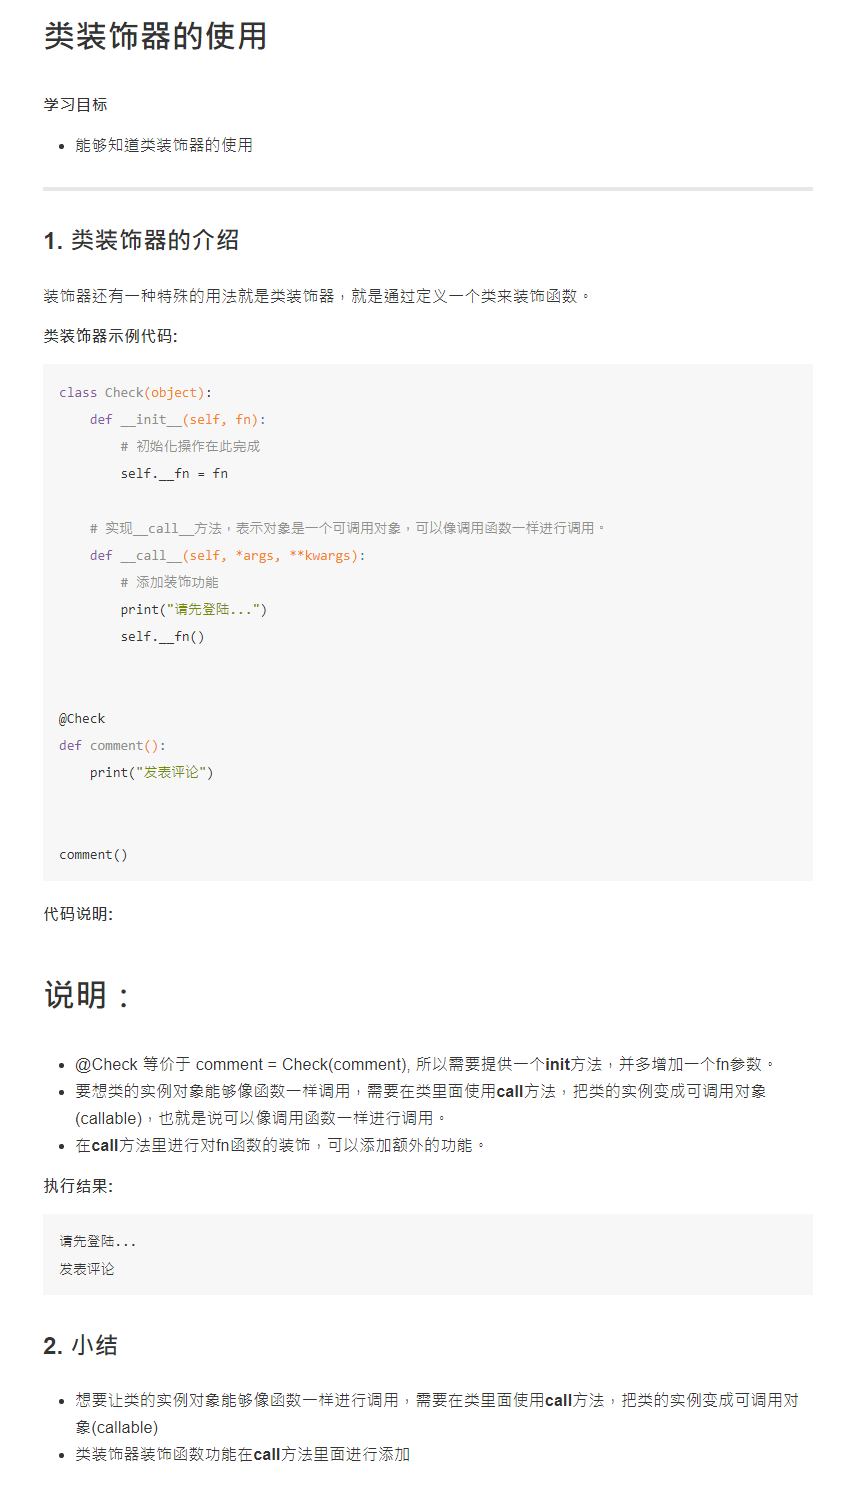 类装饰器的使用
学习目标
• 能够知道类装饰器的使用
1. 类装饰器的介绍
装饰器还有一种特殊的用法就是类装饰器，就是通过定义一个类来装饰函数。
类装饰器示例代码:
class Check(object):
    def __init__(self, fn):
        # 初始化操作在此完成
        self.__fn = fn
    # 实现__call__方法，表示对象是一个可调用对象，可以像调用函数一样进行调用。
    def __call__(self, *args, **kwargs):
        # 添加装饰功能
        print("请先登陆...")
        self.__fn()
@Check
def comment():
    print("发表评论")
comment()
代码说明:
说明：
• @Check 等价于 comment = Check(comment), 所以需要提供一个init方法，并多增加一个fn参数。
• 要想类的实例对象能够像函数一样调用，需要在类里面使用call方法，把类的实例变成可调用对象
(callable)，也就是说可以像调用函数一样进行调用。
• 在call方法里进行对fn函数的装饰，可以添加额外的功能。
执行结果:
请先登陆...
发表评论
2. 小结
• 想要让类的实例对象能够像函数一样进行调用，需要在类里面使用call方法，把类的实例变成可调用对
象(callable)
• 类装饰器装饰函数功能在call方法里面进行添加